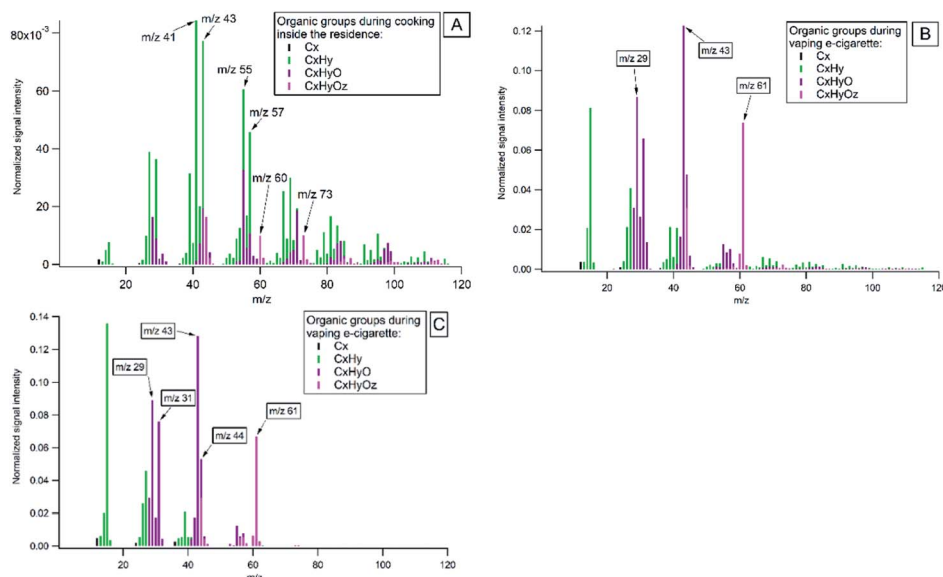 Organic groups during cooking
inside the residence:
Cx
CxHy
CxHyO
CxHyOz
A
m/z 41
m/z 43
m/z 55
m/z 57
m/z 60
m/z 73
80x10⁻³
60
40
20
0
Normalized signal intensity
20
40
60
80
100
120
m/z
Organic groups during
vaping e-cigarette:
Cx
CxHy
CxHyO
CxHyOz
B
m/z 29
m/z 43
m/z 61
0.12
0.10
0.08
0.06
0.04
0.02
0.00
Normalized signal intensity
20
40
60
80
100
120
m/z
Organic groups during
vaping e-cigarette:
Cx
CxHy
CxHyO
CxHyOz
C
m/z 43
m/z 29
m/z 31
m/z 44
m/z 61
0.14
0.12
0.10
0.08
0.06
0.04
0.02
0.00
Normalized signal intensity
20
40
60
80
100
120
m/z